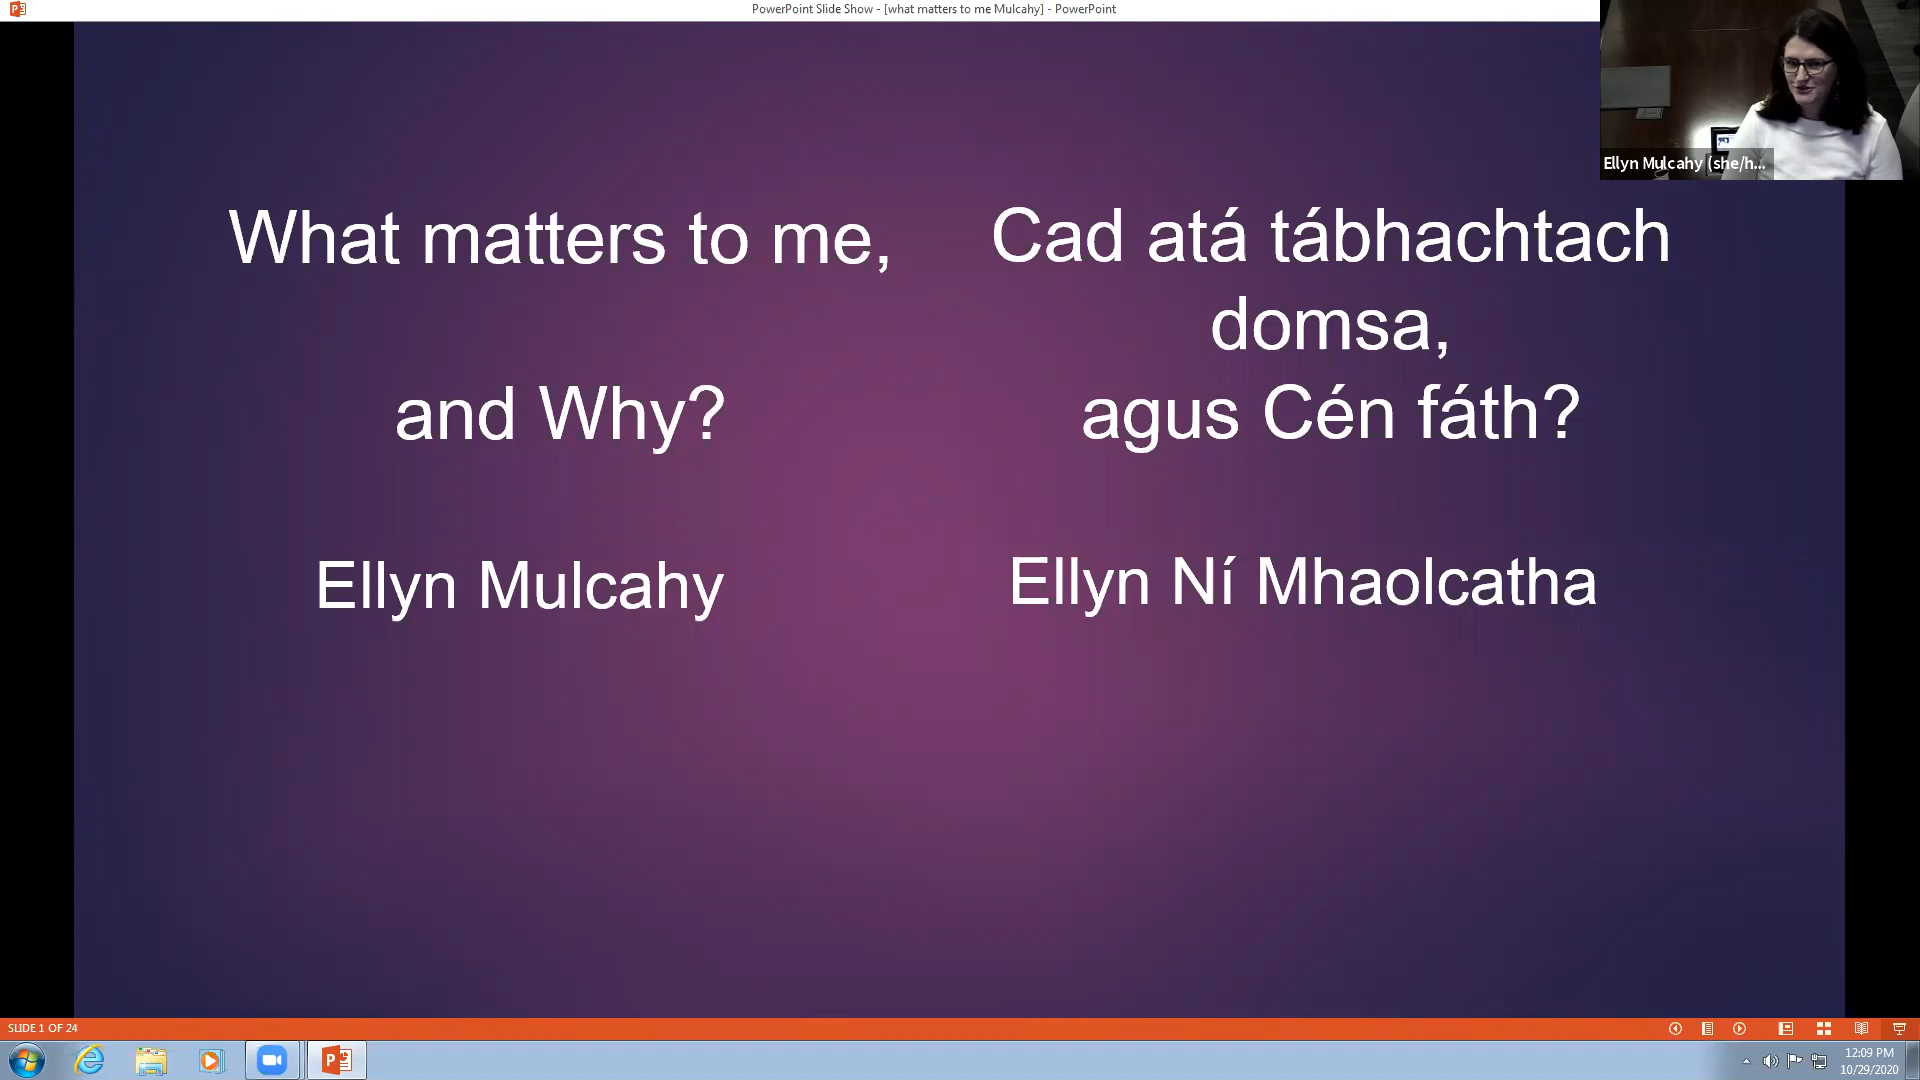 PowerPoint Slide Show - [what matters to me Mulcahy] - PowerPoint
Ellyn Mulcahy (she/h...
What matters to me,
and Why?
Ellyn Mulcahy
Cad atá tábhachtach
domsa,
agus Cén fáth?
Ellyn Ní Mhaolcatha
SLIDE 1 OF 24
12:09 PM
10/29/2020